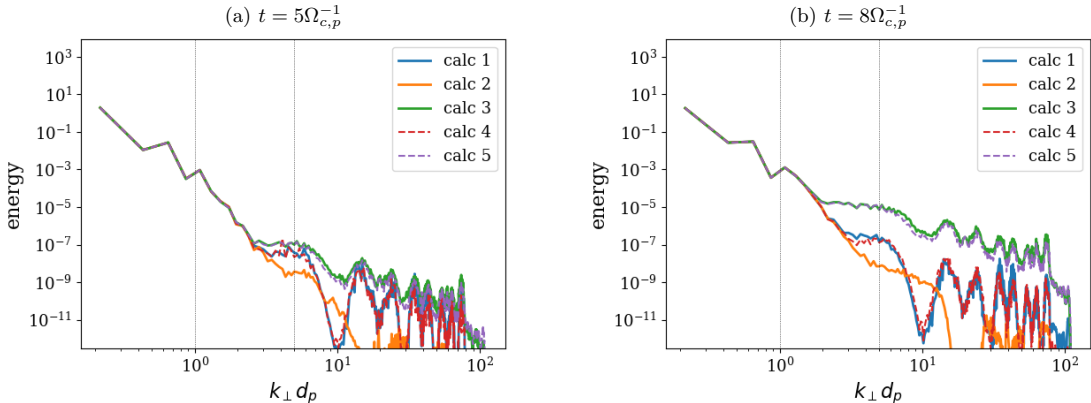 (a) t = 5Ω_{c,p}^{-1}
energy
10^3
10^1
10^{-1}
10^{-3}
10^{-5}
10^{-7}
10^{-9}
10^{-11}
calc 1
calc 2
calc 3
calc 4
calc 5
10^0
10^1
10^2
k_⊥d_p
(b) t = 8Ω_{c,p}^{-1}
energy
10^3
10^1
10^{-1}
10^{-3}
10^{-5}
10^{-7}
10^{-9}
10^{-11}
calc 1
calc 2
calc 3
calc 4
calc 5
10^0
10^1
10^2
k_⊥d_p